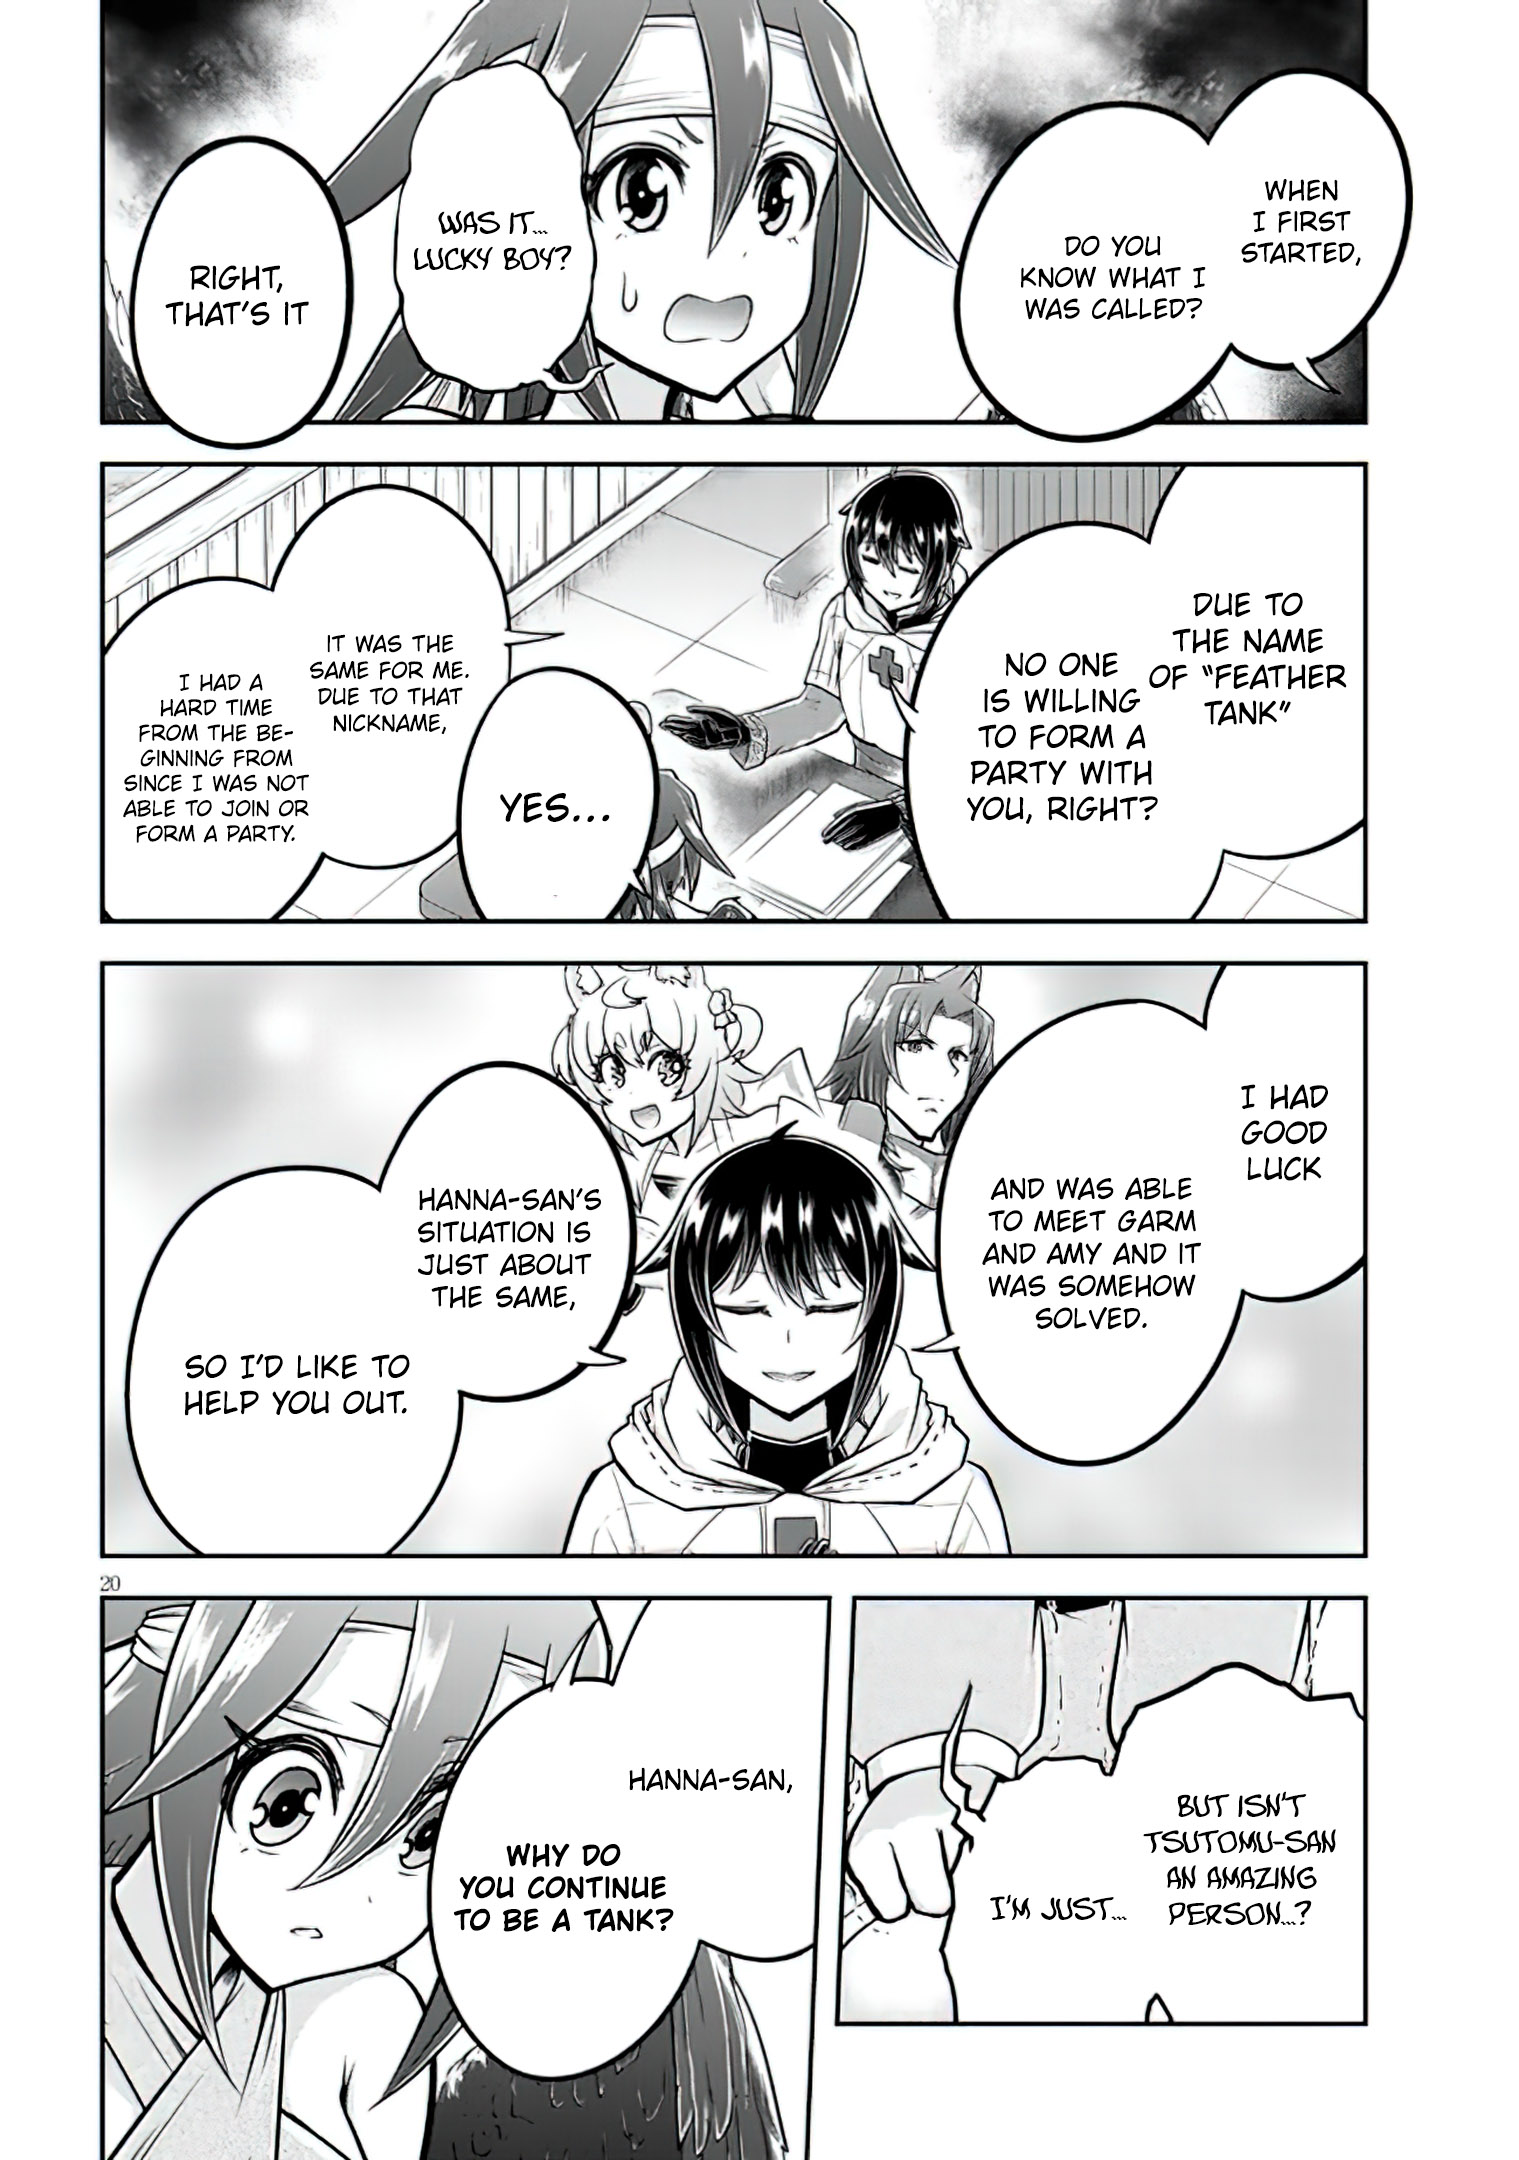 WHEN
I FIRST
STARTED,
DO YOU
KNOW WHAT I
WAS CALLED?
WAS IT...
LUCKY BOY?
RIGHT,
THAT'S IT
DUE TO
THE NAME
OF "FEATHER
TANK"
NO ONE
IS WILLING
TO FORM A
PARTY WITH
YOU, RIGHT?
YES...
IT WAS THE
SAME FOR ME.
DUE TO THAT
NICKNAME,
I HAD A
HARD TIME
FROM THE BE-
GINNING FROM
SINCE I WAS NOT
ABLE TO JOIN OR
FORM A PARTY.
I HAD
GOOD
LUCK
AND WAS ABLE
TO MEET GARM
AND AMY AND IT
WAS SOMEHOW
SOLVED.
HANNA-SAN'S
SITUATION IS
JUST ABOUT
THE SAME,
SO I'D LIKE TO
HELP YOU OUT.
20
BUT ISN'T
TSUTOMU-SAN
AN AMAZING
PERSON...?
I'M JUST...
HANNA-SAN,
WHY DO
YOU CONTINUE
TO BE A TANK?